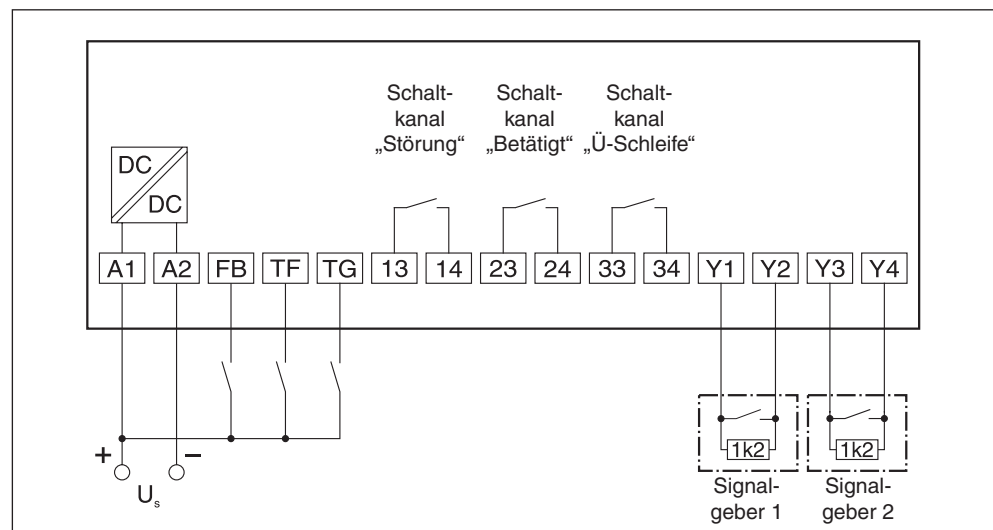 Schalt-
kanal
„Störung“
Schalt-
kanal
„Betätigt“
Schalt-
kanal
„Ü-Schleife“
DC
DC
A1 A2 FB TF TG 13 14 23 24 33 34 Y1 Y2 Y3 Y4
+ −
Us
1k2 1k2
Signal-
geber 1
Signal-
geber 2